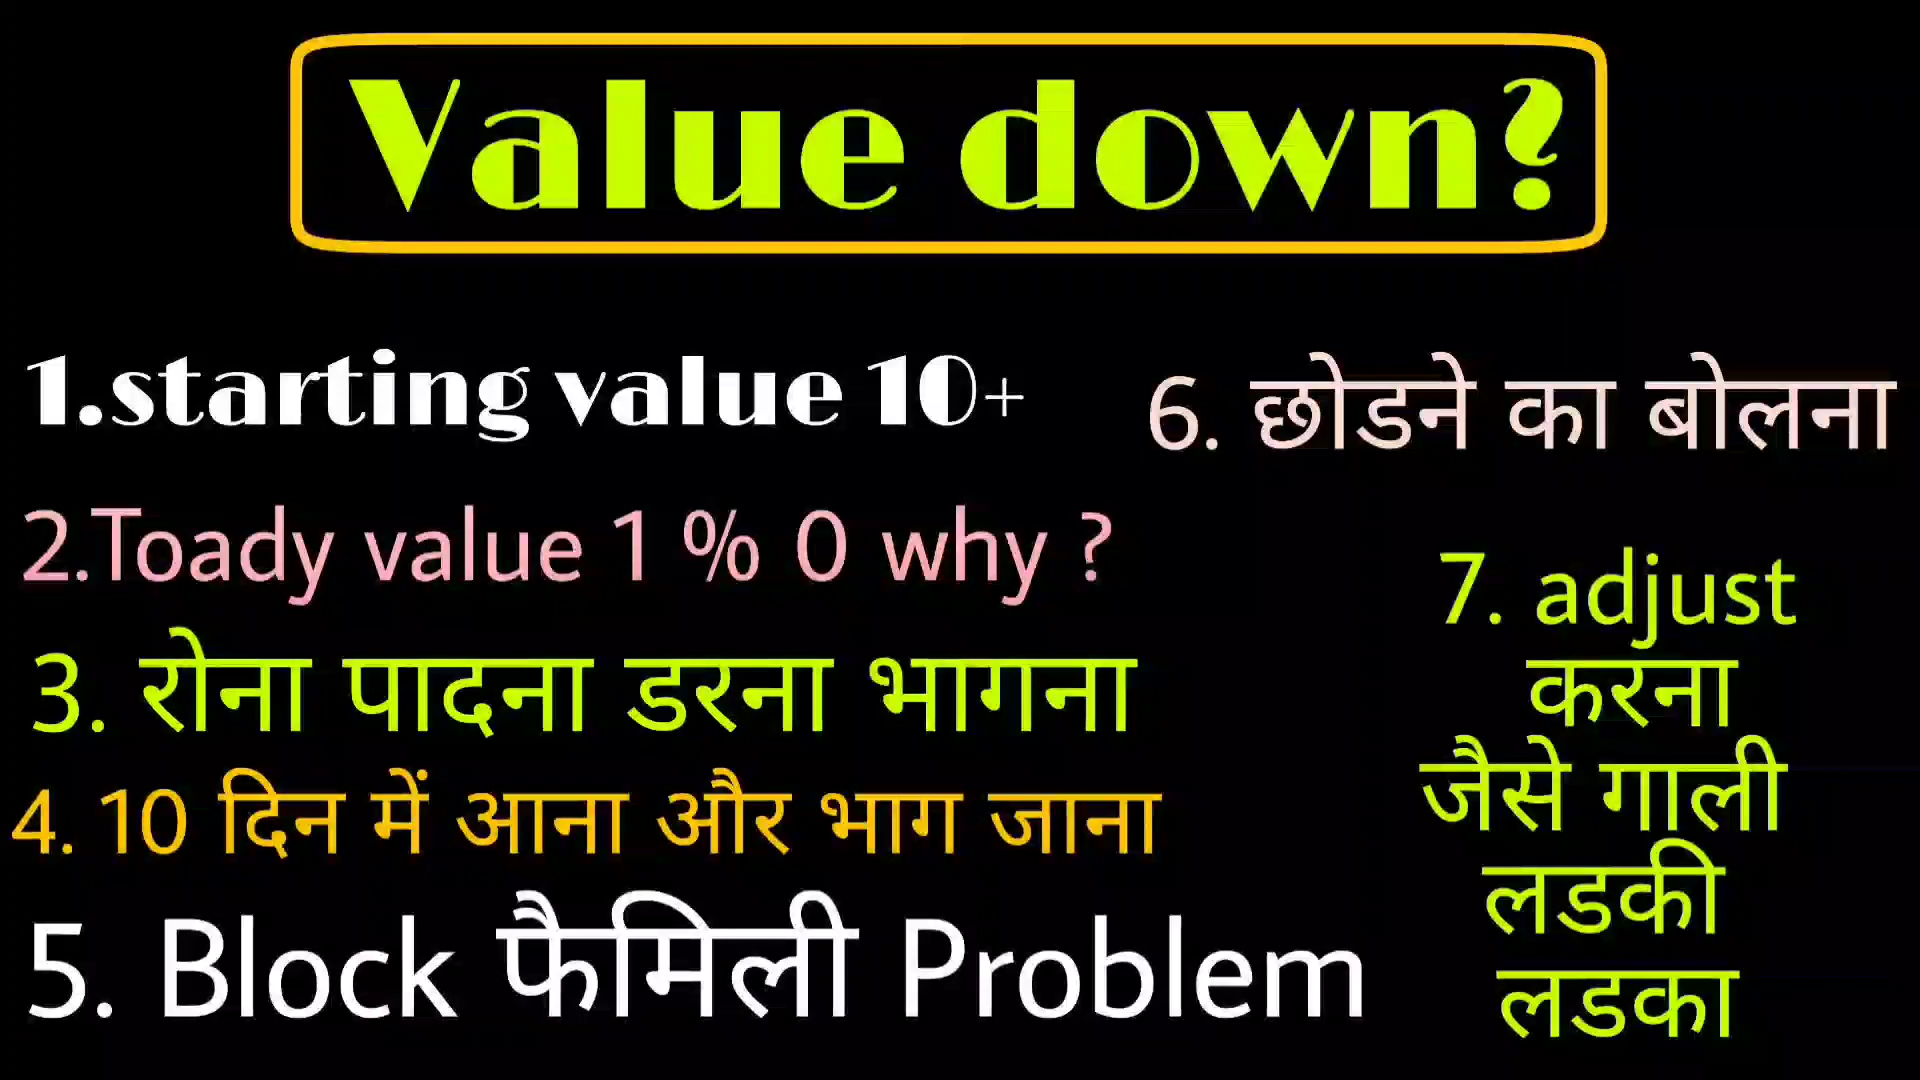 Value down?
1.starting value 10+
2.Toady value 1 % 0 why ?
3. रोना पादना डरना भागना
4. 10 दिन में आना और भाग जाना
5. Block फैमिली Problem
6. छोडने का बोलना
7. adjust
करना
जैसे गाली
लडकी
लडका